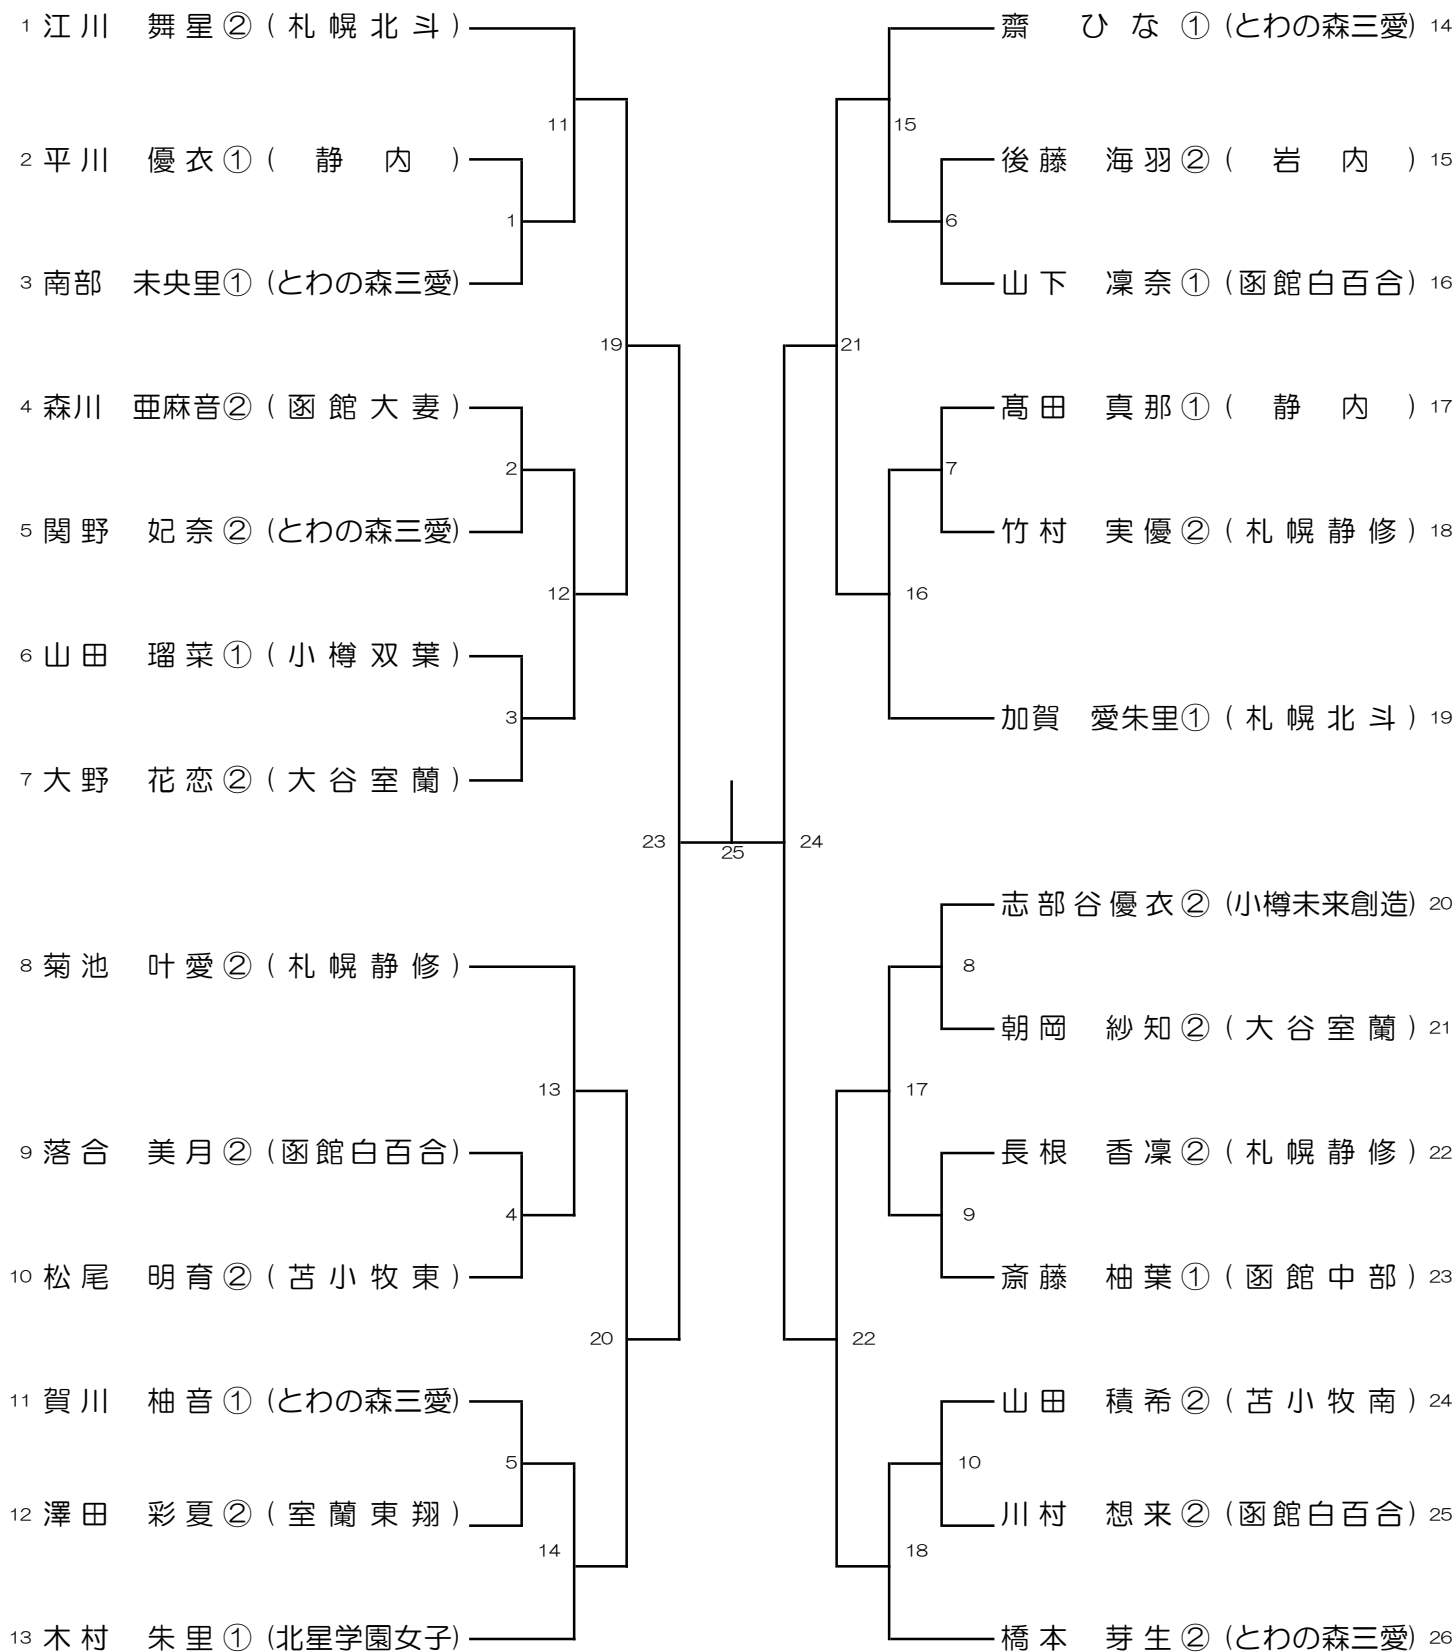 1 江川 舞星② (札幌北斗)
2 平川 優衣① (静内)
3 南部 未央里① (とわの森三愛)
4 森川 亜麻音② (函館大妻)
5 関野 妃奈② (とわの森三愛)
6 山田 瑠菜① (小樽双葉)
7 大野 花恋② (大谷室蘭)
8 菊池 叶愛② (札幌静修)
9 落合 美月② (函館白百合)
10 松尾 明育② (苫小牧東)
11 賀川 柚音① (とわの森三愛)
12 澤田 彩夏② (室蘭東翔)
13 木村 朱里① (北星学園女子)
11
1
19
2
12
3
23
13
4
20
5
14
25
15
6
21
7
16
24
8
17
9
22
10
18
齋 ひな① (とわの森三愛) 14
後藤 海羽② (岩内) 15
山下 凜奈① (函館白百合) 16
髙田 真那① (静内) 17
竹村 実優② (札幌静修) 18
加賀 愛朱里① (札幌北斗) 19
志部谷優衣② (小樽未来創造) 20
朝岡 紗知② (大谷室蘭) 21
長根 香凜② (札幌静修) 22
斎藤 柚葉① (函館中部) 23
山田 積希② (苫小牧南) 24
川村 想来② (函館白百合) 25
橋本 芽生② (とわの森三愛) 26